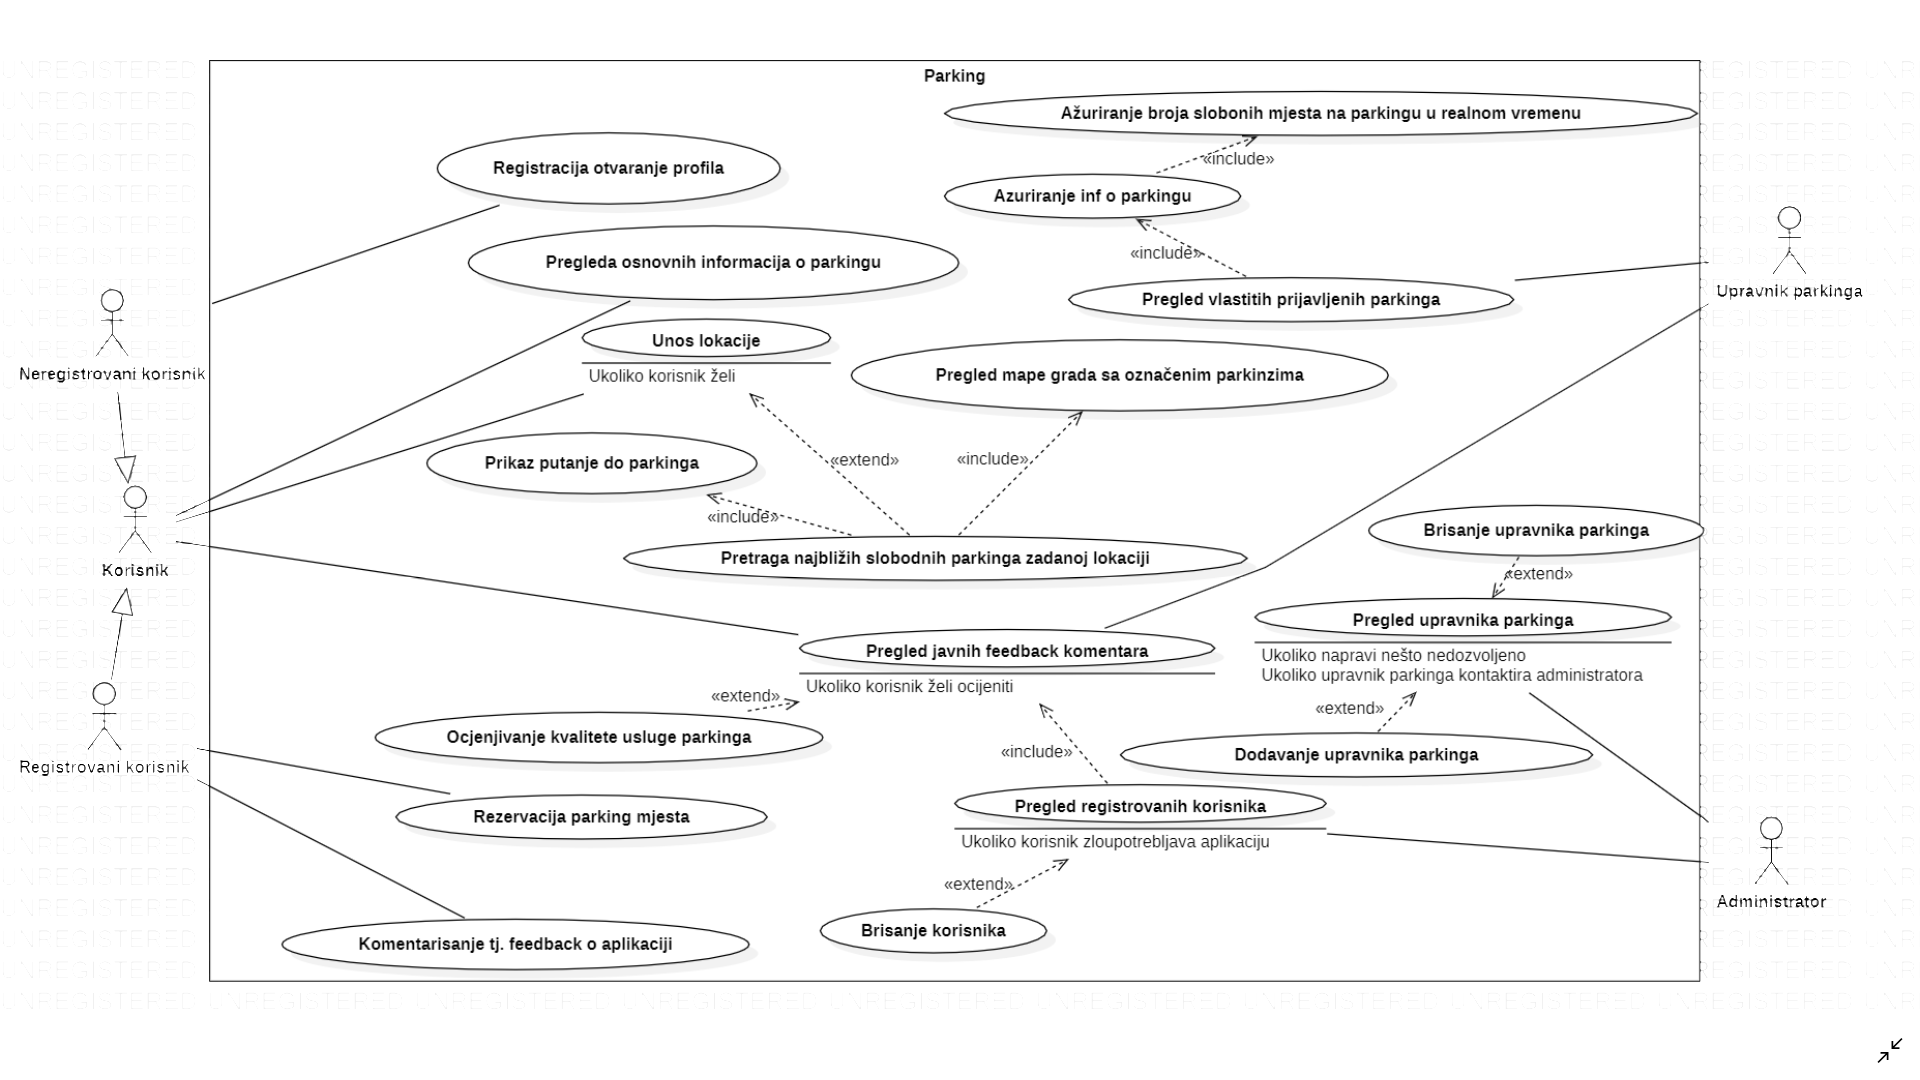 Parking
Ažuriranje broja slobonih mjesta na parkingu u realnom vremenu
«include»
Registracija otvaranje profila
Azuriranje inf o parkingu
«include»
Pregleda osnovnih informacija o parkingu
Pregled vlastitih prijavljenih parkinga
Upravnik parkinga
Neregistrovani korisnik
Unos lokacije
Ukoliko korisnik želi
Pregled mape grada sa označenim parkinzima
«extend»
«include»
Prikaz putanje do parkinga
«include»
Pretraga najbližih slobodnih parkinga zadanoj lokaciji
Korisnik
Brisanje upravnika parkinga
«extend»
Pregled upravnika parkinga
Ukoliko napravi nešto nedozvoljeno
Ukoliko upravnik parkinga kontaktira administratora
Pregled javnih feedback komentara
Ukoliko korisnik želi ocijeniti
«extend»
«extend»
Ocjenjivanje kvalitete usluge parkinga
«include»
Dodavanje upravnika parkinga
Registrovani korisnik
Rezervacija parking mjesta
Pregled registrovanih korisnika
Ukoliko korisnik zloupotrebljava aplikaciju
«extend»
Administrator
Brisanje korisnika
Komentarisanje tj. feedback o aplikaciji
UNREGISTERED UNREGISTERED UNREGISTERED UNREGISTERED UNREGISTERED UNREGISTERED UNREGISTERED UNREGISTERED UNREGISTERED